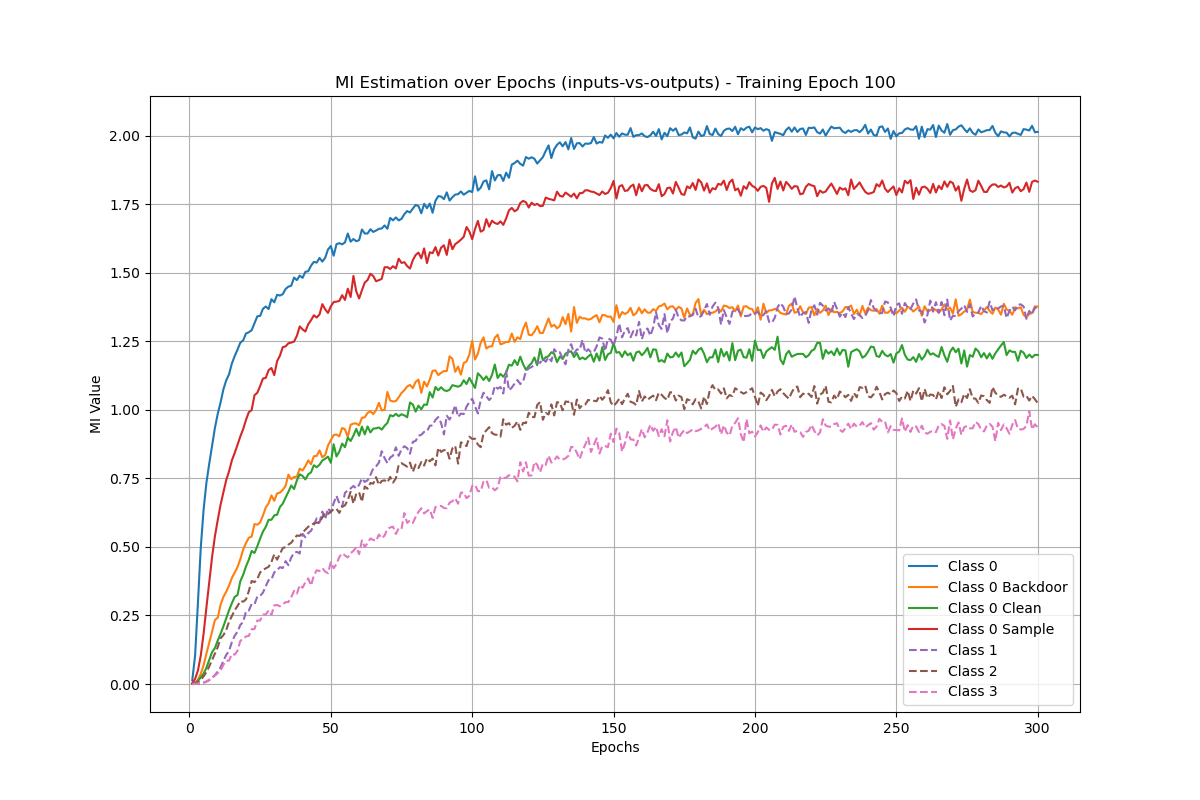 MI Estimation over Epochs (inputs-vs-outputs) - Training Epoch 100
MI Value
2.00
1.75
1.50
1.25
1.00
0.75
0.50
0.25
0.00
0 50 100 150 200 250 300
Epochs
Class 0
Class 0 Backdoor
Class 0 Clean
Class 0 Sample
Class 1
Class 2
Class 3